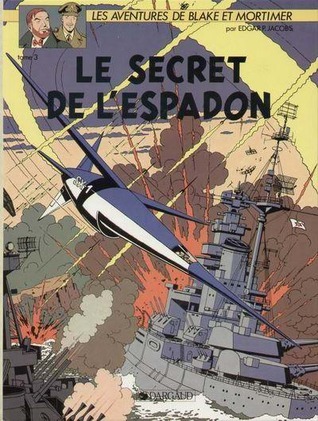 LES AVENTURES DE BLAKE ET MORTIMER
par EDGAR P. JACOBS
tome 3
LE SECRET
DE L'ESPADON
DARGAUD